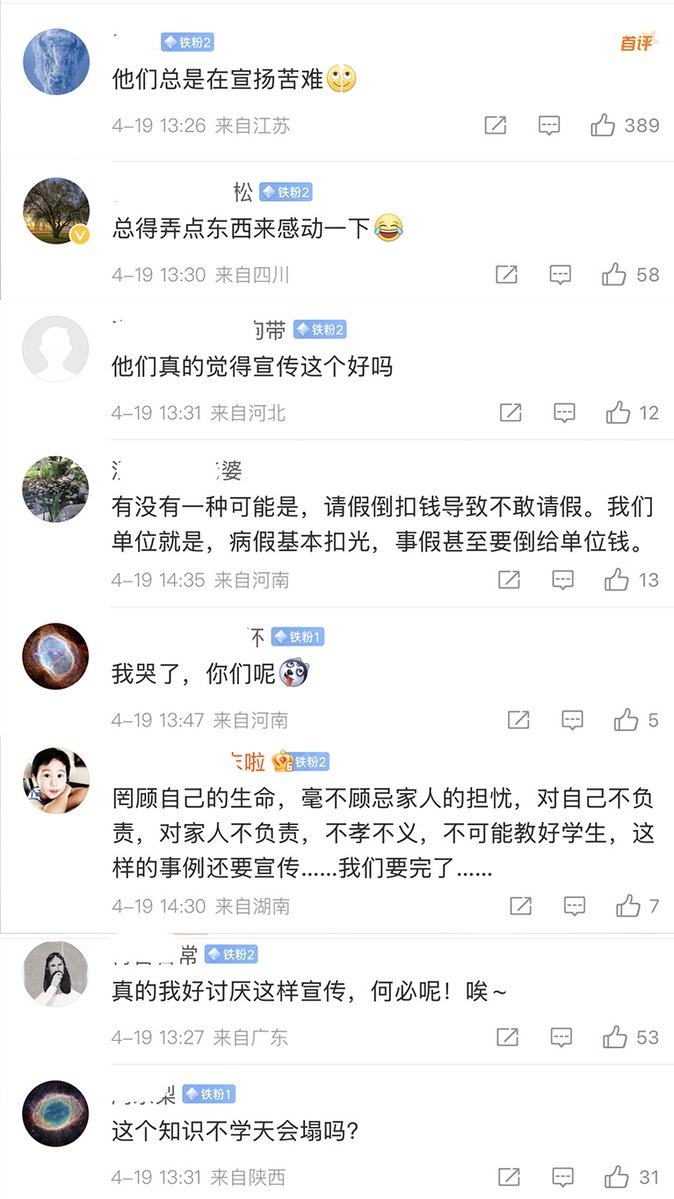 铁粉2
首评
他们总是在宣扬苦难
4-19 13:26 来自江苏
389
松 铁粉2
总得弄点东西来感动一下
4-19 13:30 来自四川
58
带 铁粉2
他们真的觉得宣传这个好吗
4-19 13:31 来自河北
12
婆
有没有一种可能是，请假倒扣钱导致不敢请假。我们
单位就是，病假基本扣光，事假甚至要倒给单位钱。
4-19 14:35 来自河南
13
铁粉1
我哭了，你们呢
4-19 13:47 来自河南
5
啦 铁粉2
罔顾自己的生命，毫不顾忌家人的担忧，对自己不负
责，对家人不负责，不孝不义，不可能教好学生，这
样的事例还要宣传......我们要完了......
4-19 14:30 来自湖南
7
常 铁粉2
真的我好讨厌这样宣传，何必呢！唉~
4-19 13:27 来自广东
53
梨 铁粉1
这个知识不学天会塌吗?
4-19 13:31 来自陕西
31